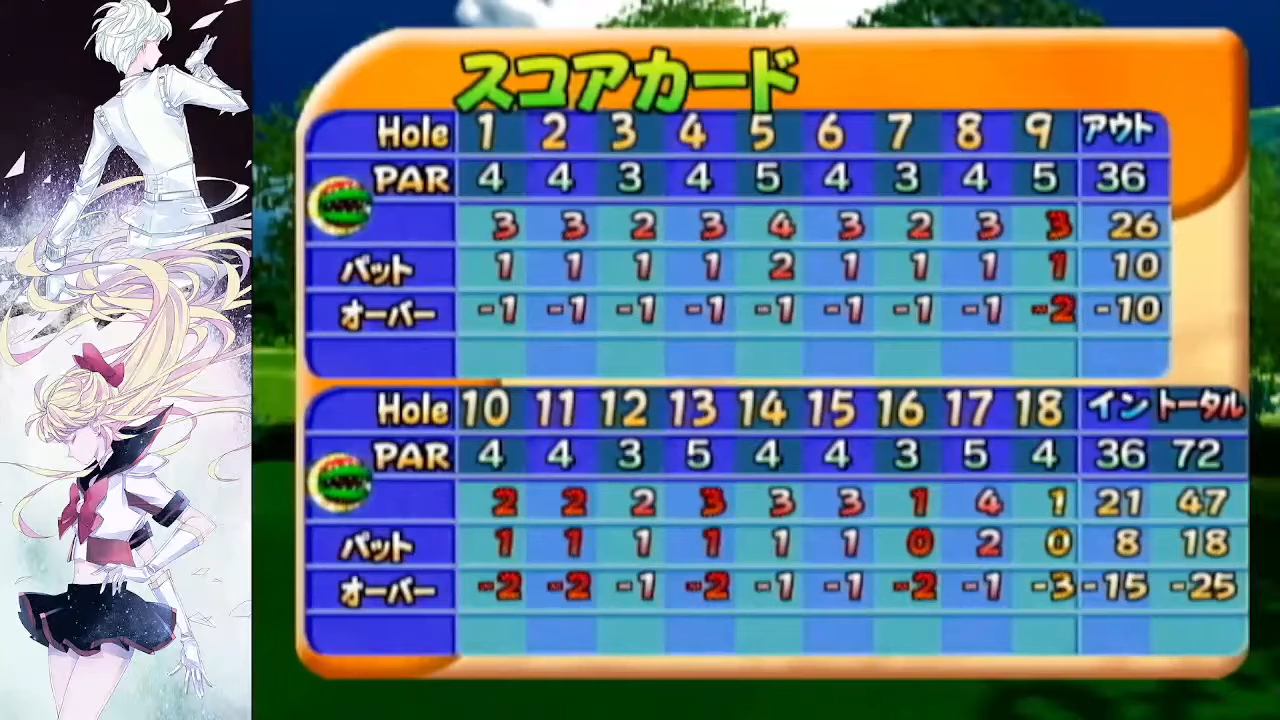 スコアカード
Hole 1 2 3 4 5 6 7 8 9 アウト
PAR 4 4 3 4 5 4 3 4 5 36
3 3 2 3 4 3 2 3 3 26
パット 1 1 1 1 2 1 1 1 1 10
オーバー -1 -1 -1 -1 -1 -1 -1 -1 -2 -10
Hole 10 11 12 13 14 15 16 17 18 イン トータル
PAR 4 4 3 5 4 4 3 5 4 36 72
2 2 2 3 3 3 1 4 1 21 47
パット 1 1 1 1 1 1 0 2 0 8 18
オーバー -2 -2 -1 -2 -1 -1 -2 -1 -3 -15 -25